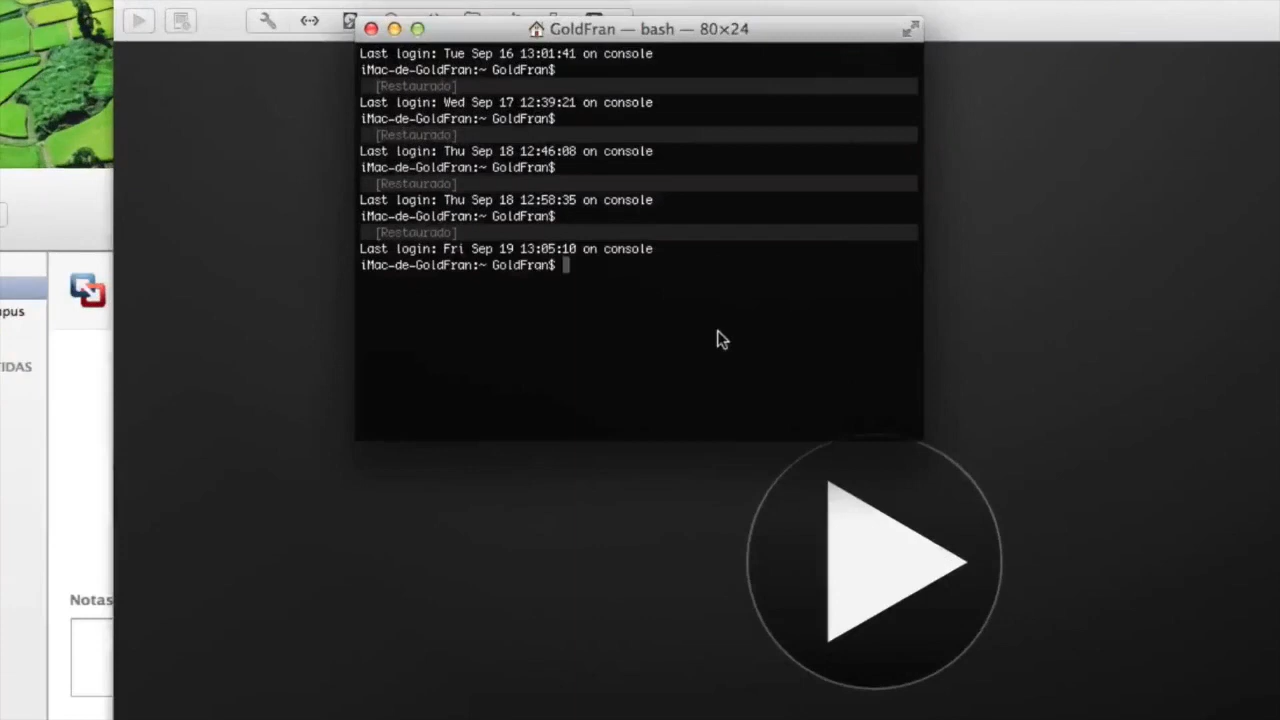 GoldFran — bash — 80×24
Last login: Tue Sep 16 13:01:41 on console
iMac-de-GoldFran:~ GoldFran$
[Restaurado]
Last login: Wed Sep 17 12:39:21 on console
iMac-de-GoldFran:~ GoldFran$
[Restaurado]
Last login: Thu Sep 18 12:46:08 on console
iMac-de-GoldFran:~ GoldFran$
[Restaurado]
Last login: Thu Sep 18 12:58:35 on console
iMac-de-GoldFran:~ GoldFran$
[Restaurado]
Last login: Fri Sep 19 13:05:10 on console
iMac-de-GoldFran:~ GoldFran$
pus
IDAS
Notas